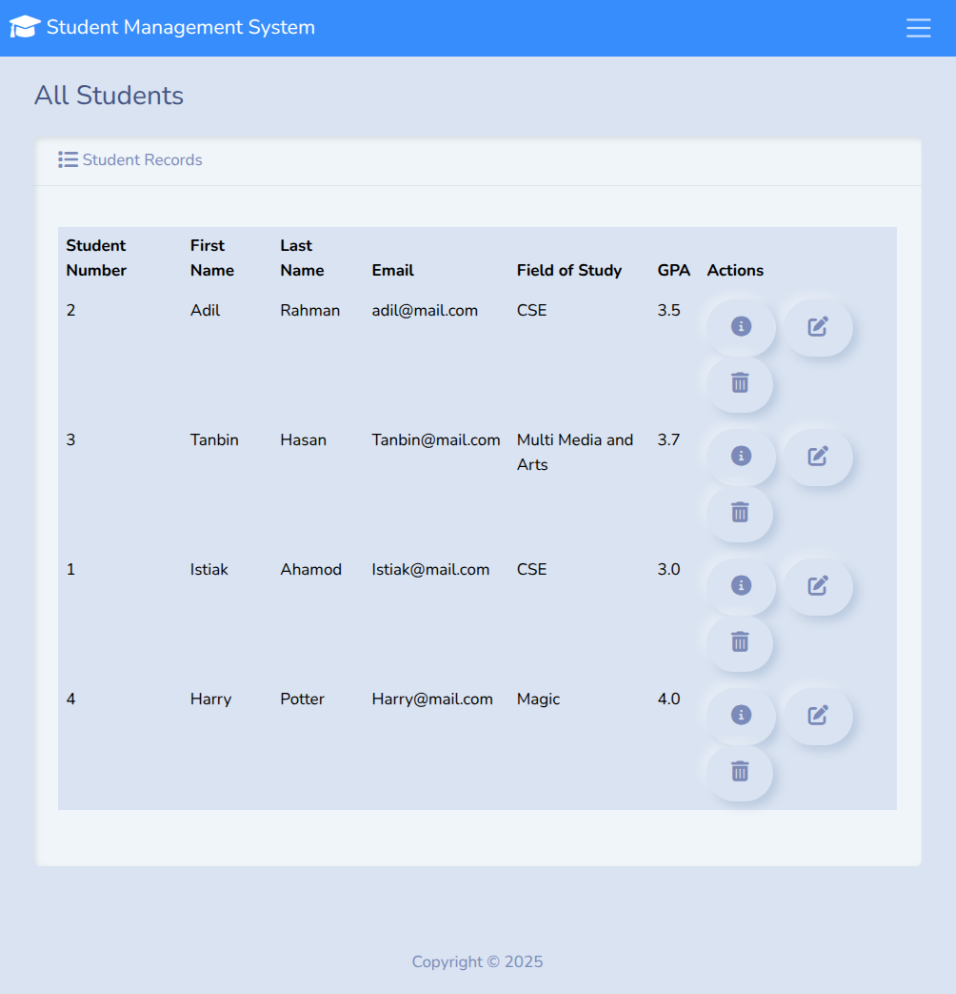 Student Management System
All Students
Student Records
Student Number First Name Last Name Email Field of Study GPA Actions
2 Adil Rahman adil@mail.com CSE 3.5
3 Tanbin Hasan Tanbin@mail.com Multi Media and Arts 3.7
1 Istiak Ahamod Istiak@mail.com CSE 3.0
4 Harry Potter Harry@mail.com Magic 4.0
Copyright © 2025